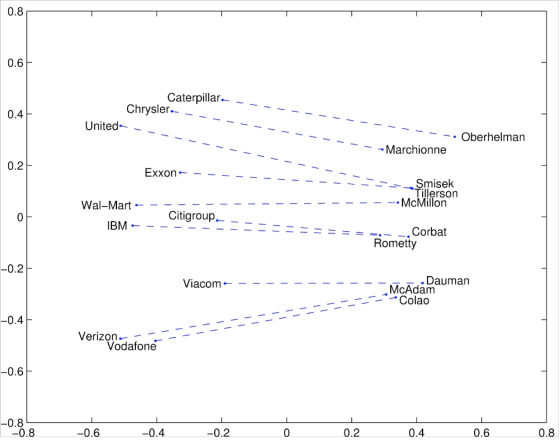 0.8
0.6
0.4
0.2
0
−0.2
−0.4
−0.6
−0.8
Caterpillar
Chrysler
United
Oberhelman
Marchionne
Exxon
Smisek
Tillerson
Wal−Mart
McMillon
Citigroup
IBM
Corbat
Rometty
Viacom
Dauman
McAdam
Colao
Verizon
Vodafone
−0.8 −0.6 −0.4 −0.2 0 0.2 0.4 0.6 0.8